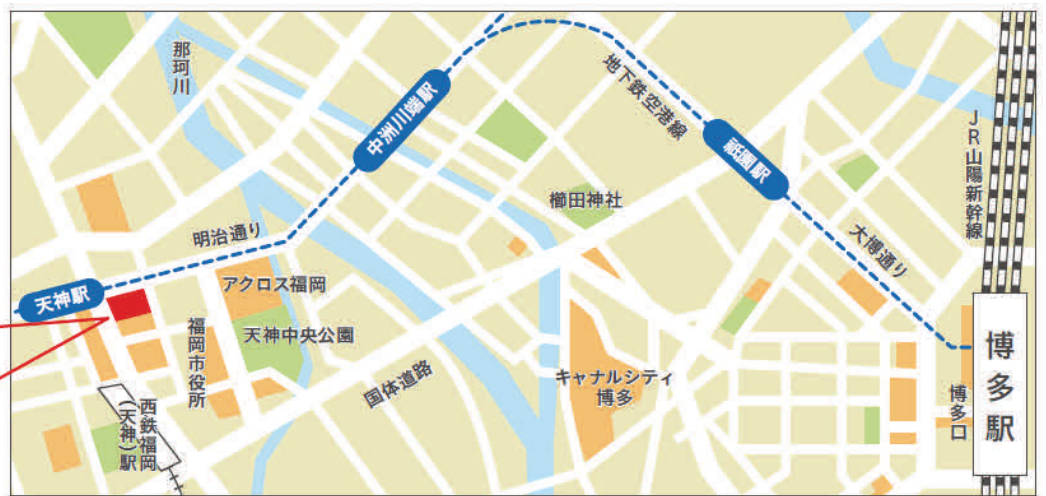 那珂川
中洲川端駅
地下鉄空港線
祇園駅
JR山陽新幹線
櫛田神社
明治通り
大博通り
天神駅
アクロス福岡
福岡市役所
天神中央公園
国体道路
キャナルシティ
博多
博多駅
博多口
西鉄福岡
(天神)駅